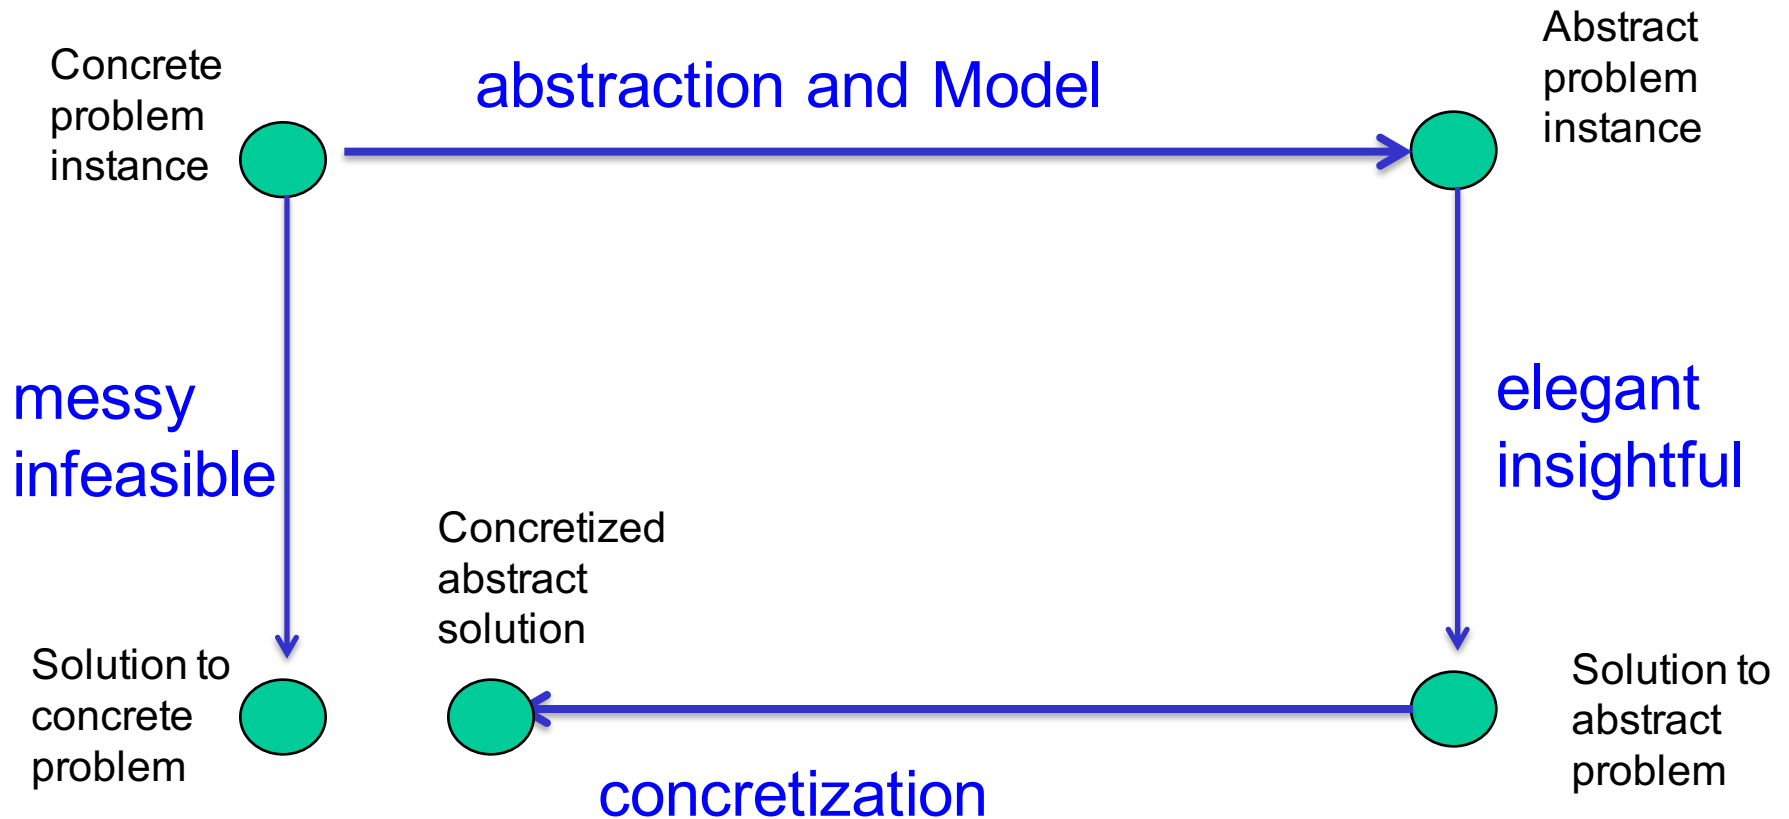 Concrete
problem
instance
abstraction and Model
Abstract
problem
instance
messy
infeasible
elegant
insightful
Concretized
abstract
solution
Solution to
concrete
problem
concretization
Solution to
abstract
problem